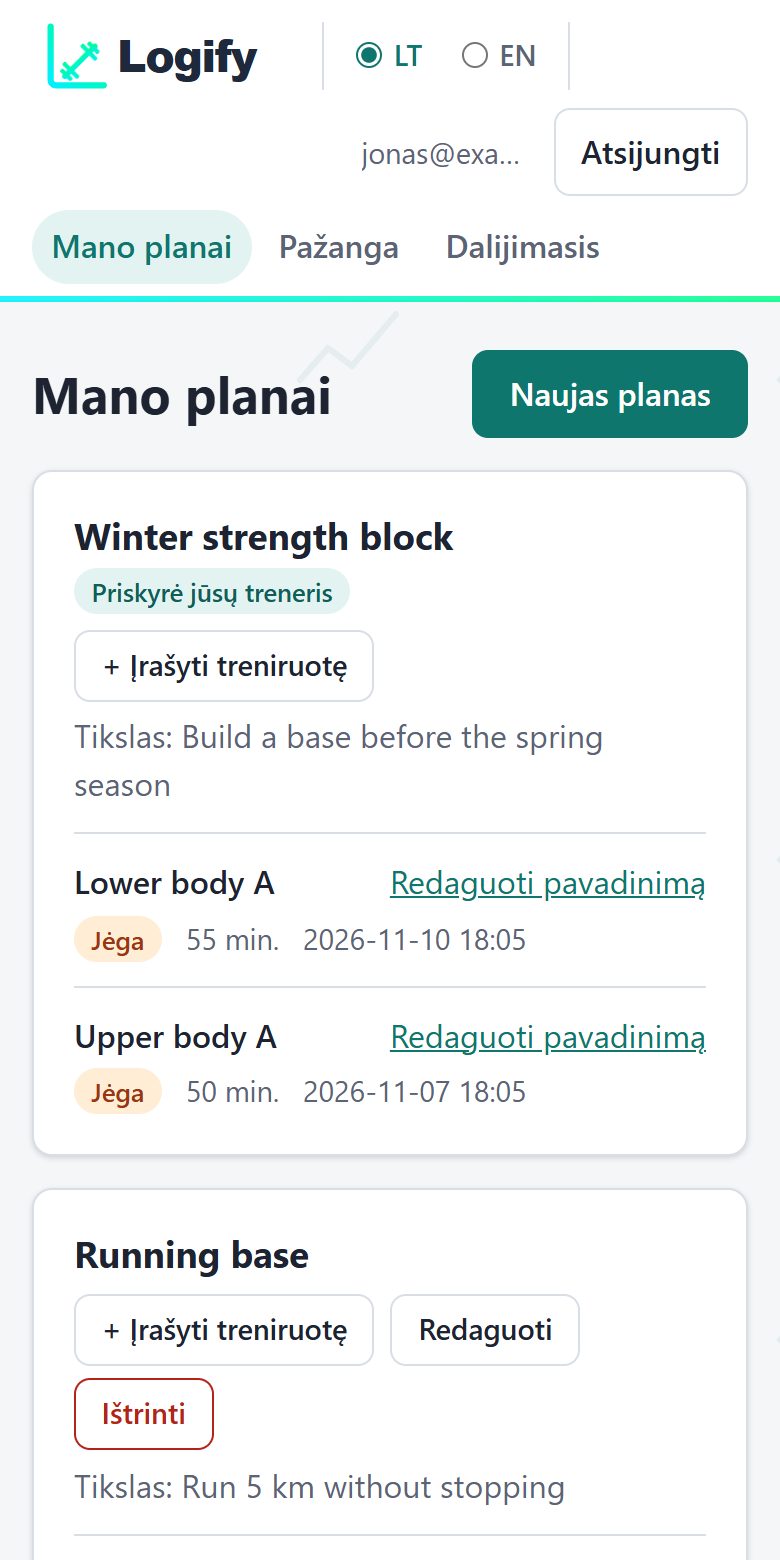 Logify
LT
EN
jonas@exa...
Atsijungti
Mano planai
Pažanga
Dalijimasis
Mano planai
Naujas planas
Winter strength block
Priskyrė jūsų treneris
+ Įrašyti treniruotę
Tikslas: Build a base before the spring
season
Lower body A
Redaguoti pavadinimą
Jėga
55 min.
2026-11-10 18:05
Upper body A
Redaguoti pavadinimą
Jėga
50 min.
2026-11-07 18:05
Running base
+ Įrašyti treniruotę
Redaguoti
Ištrinti
Tikslas: Run 5 km without stopping